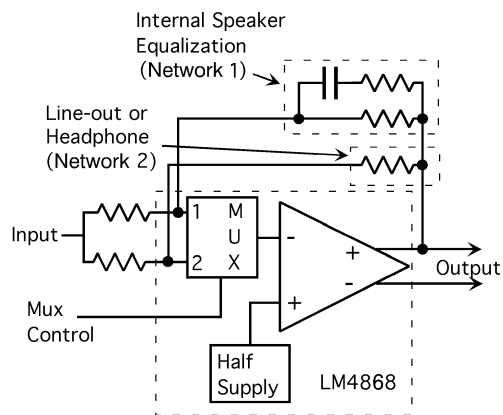 Internal Speaker
Equalization
(Network 1)
Line-out or
Headphone
(Network 2)
Input
1 M
U
2 X
-
+
+
-
Output
Mux
Control
Half
Supply
LM4868